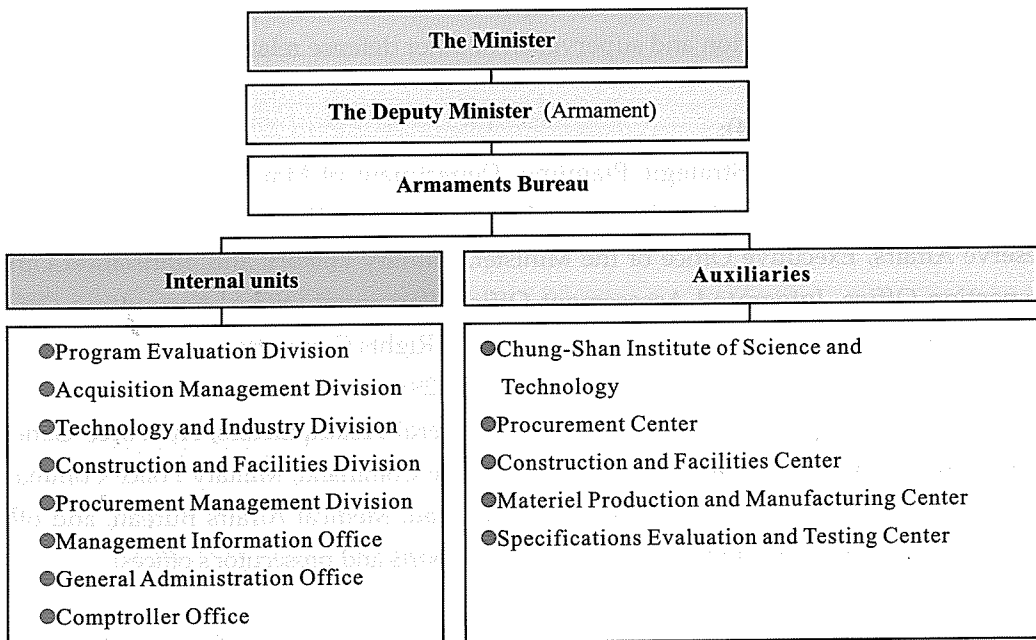 The Minister
The Deputy Minister (Armament)
Armaments Bureau
Internal units
●Program Evaluation Division
●Acquisition Management Division
●Technology and Industry Division
●Construction and Facilities Division
●Procurement Management Division
●Management Information Office
●General Administration Office
●Comptroller Office
Auxiliaries
●Chung-Shan Institute of Science and
Technology
●Procurement Center
●Construction and Facilities Center
●Materiel Production and Manufacturing Center
●Specifications Evaluation and Testing Center